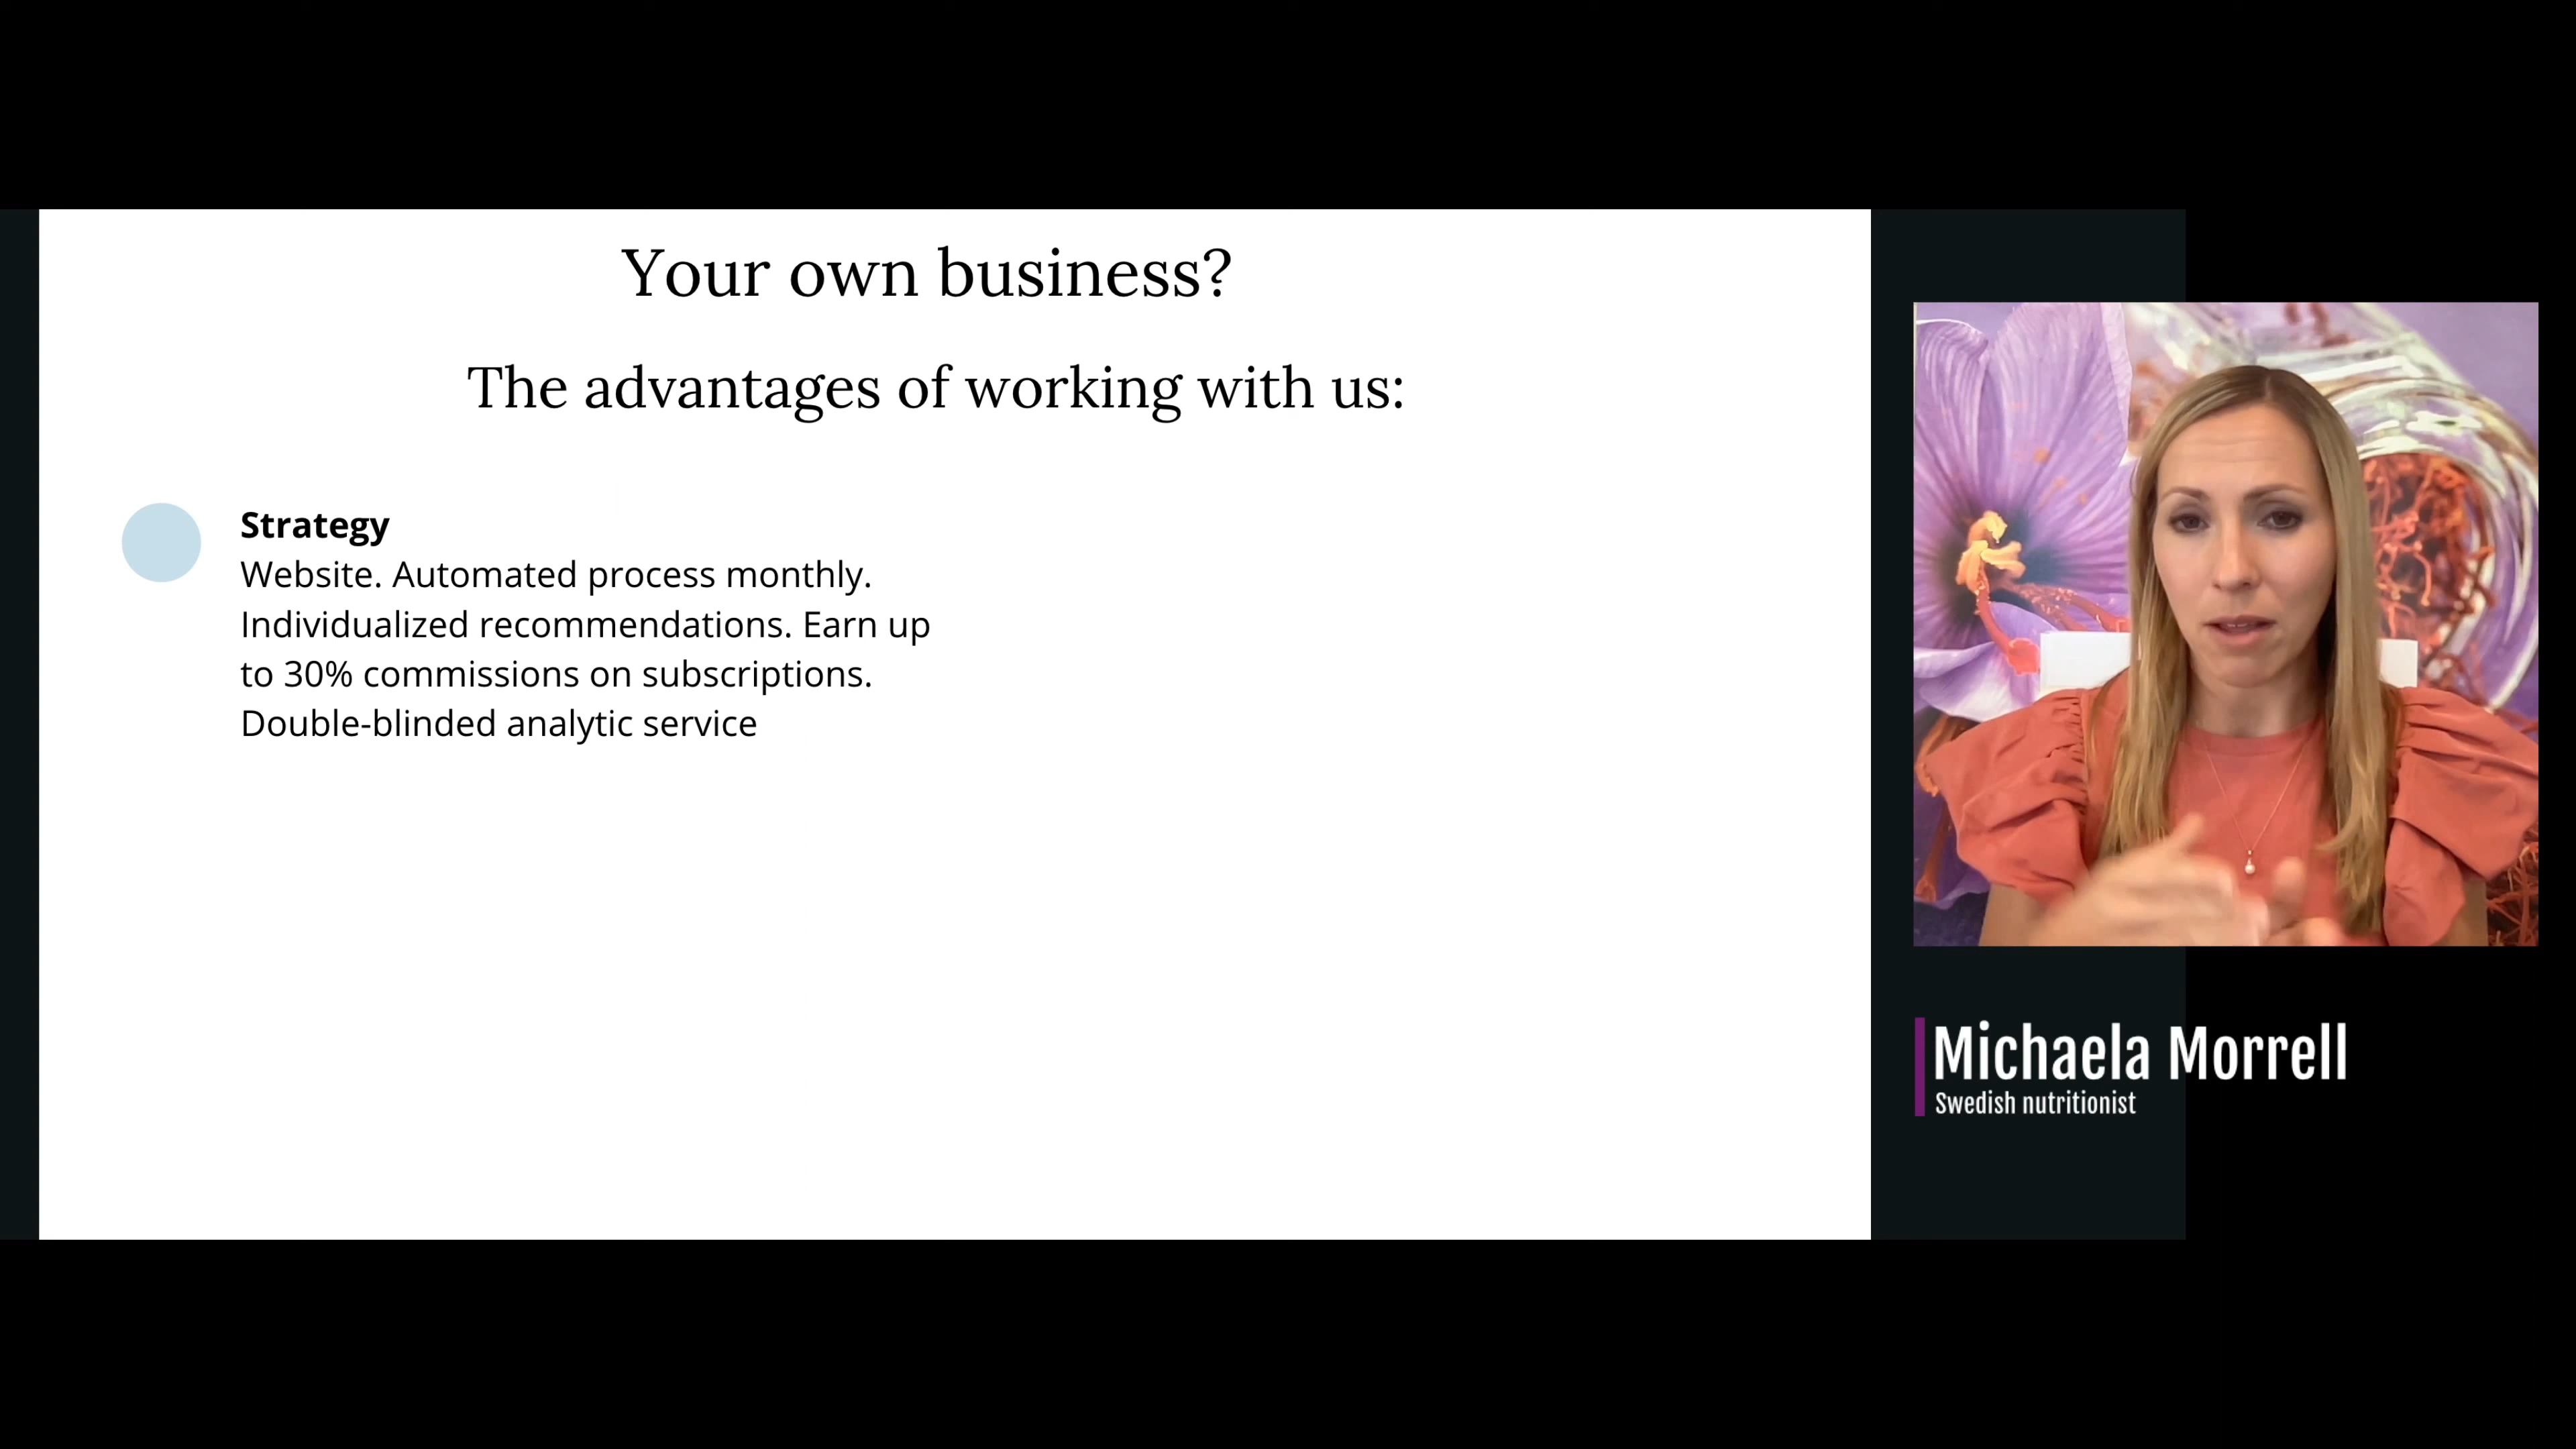 Your own business?
The advantages of working with us:
Strategy
Website. Automated process monthly.
Individualized recommendations. Earn up
to 30% commissions on subscriptions.
Double-blinded analytic service
Michaela Morrell
Swedish nutritionist